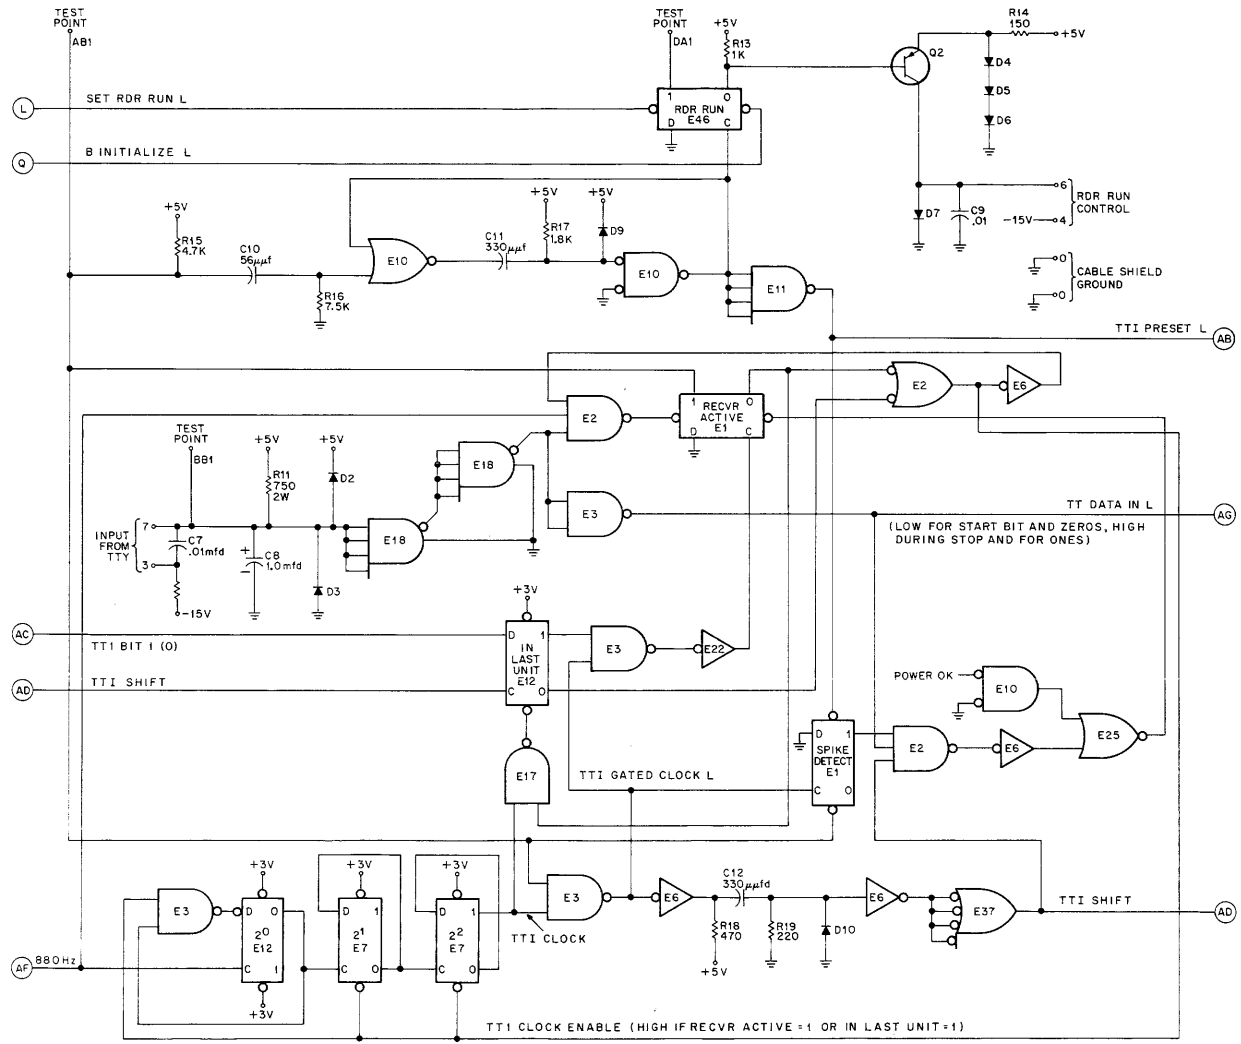 TEST POINT
AB1
TEST POINT
DA1
+5V
R13
1K
R14
150
+5V
Q2
D4
D5
D6
L
SET RDR RUN L
1 0
RDR RUN
E46
D C
Q
B INITIALIZE L
+5V
R15
4.7K
C10
56μμf
R16
7.5K
E10
C11
330μμf
+5V
R17
1.8K
+5V
D9
E10
E11
D7
C9
.01
6
-15V
4
RDR RUN CONTROL
0
0
CABLE SHIELD GROUND
TTI PRESET L
AB
E2
1 0
RECVR ACTIVE
E1
D C
E2
E6
TEST POINT
BB1
+5V
R11
750
2W
+5V
D2
E18
E18
E3
TT DATA IN L
AG
(LOW FOR START BIT AND ZEROS, HIGH
DURING STOP AND FOR ONES)
INPUT FROM TTY
7
3
C7
.01mfd
-15V
+
C8
1.0mfd
D3
+3V
AC
TT1 BIT 1 (0)
D 1
IN LAST UNIT
E12
C 0
E3
E22
AD
TTI SHIFT
POWER OK
E10
E25
D 1
SPIKE DETECT
E1
C 0
E2
E6
E17
TTI GATED CLOCK L
E3
+3V
D 0
2⁰
E12
C 1
+3V
+3V
D 1
2¹
E7
C 0
+3V
D 1
2²
E7
C 0
TTI CLOCK
E3
E6
C12
330μμfd
R18
470
+5V
R19
220
D10
E6
E37
TTI SHIFT
AD
AF
880Hz
TT1 CLOCK ENABLE (HIGH IF RECVR ACTIVE=1 OR IN LAST UNIT=1)